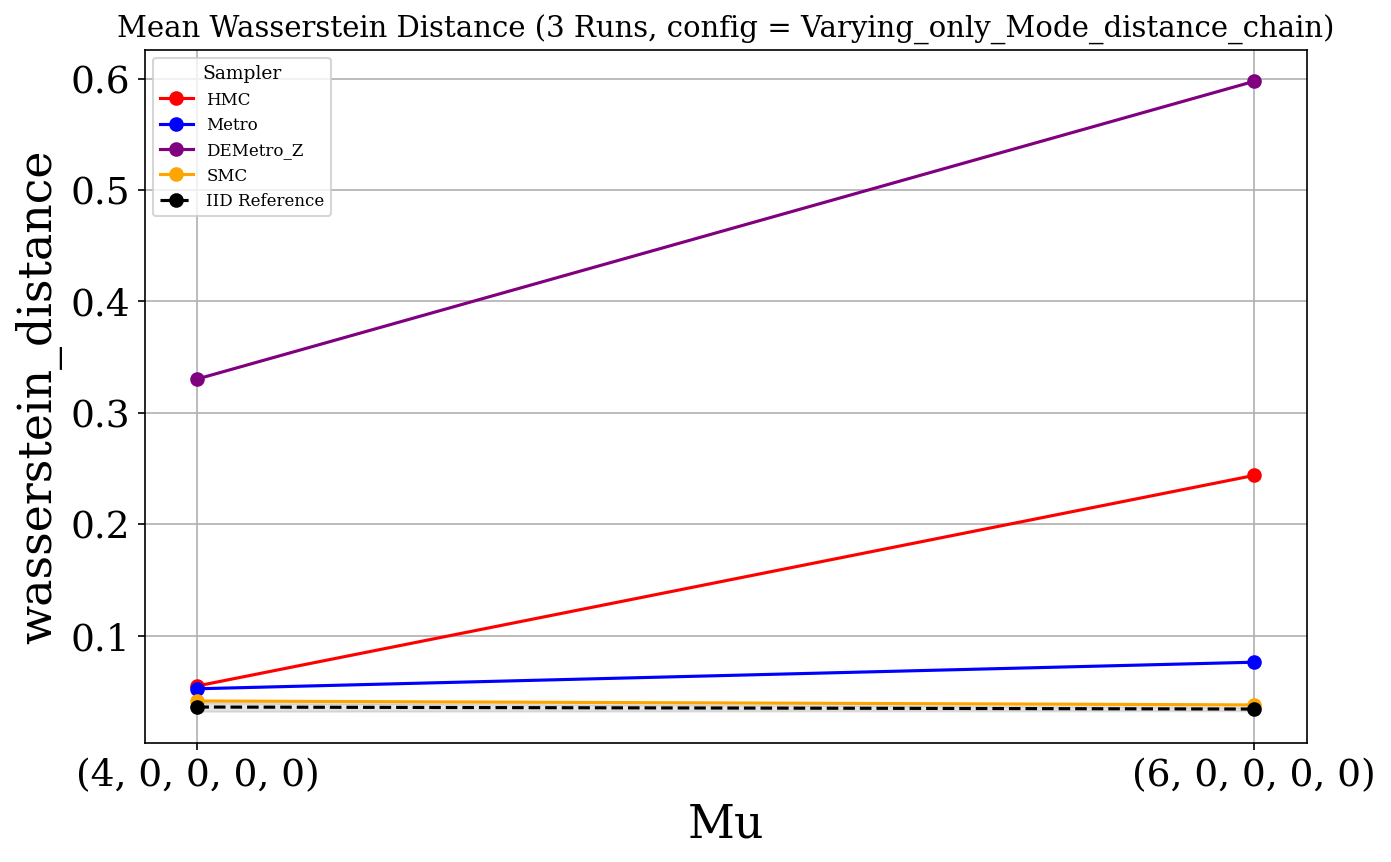 Mean Wasserstein Distance (3 Runs, config = Varying_only_Mode_distance_chain)
Sampler
HMC
Metro
DEMetro_Z
SMC
IID Reference
wasserstein_distance
0.6
0.5
0.4
0.3
0.2
0.1
(4, 0, 0, 0, 0)
(6, 0, 0, 0, 0)
Mu